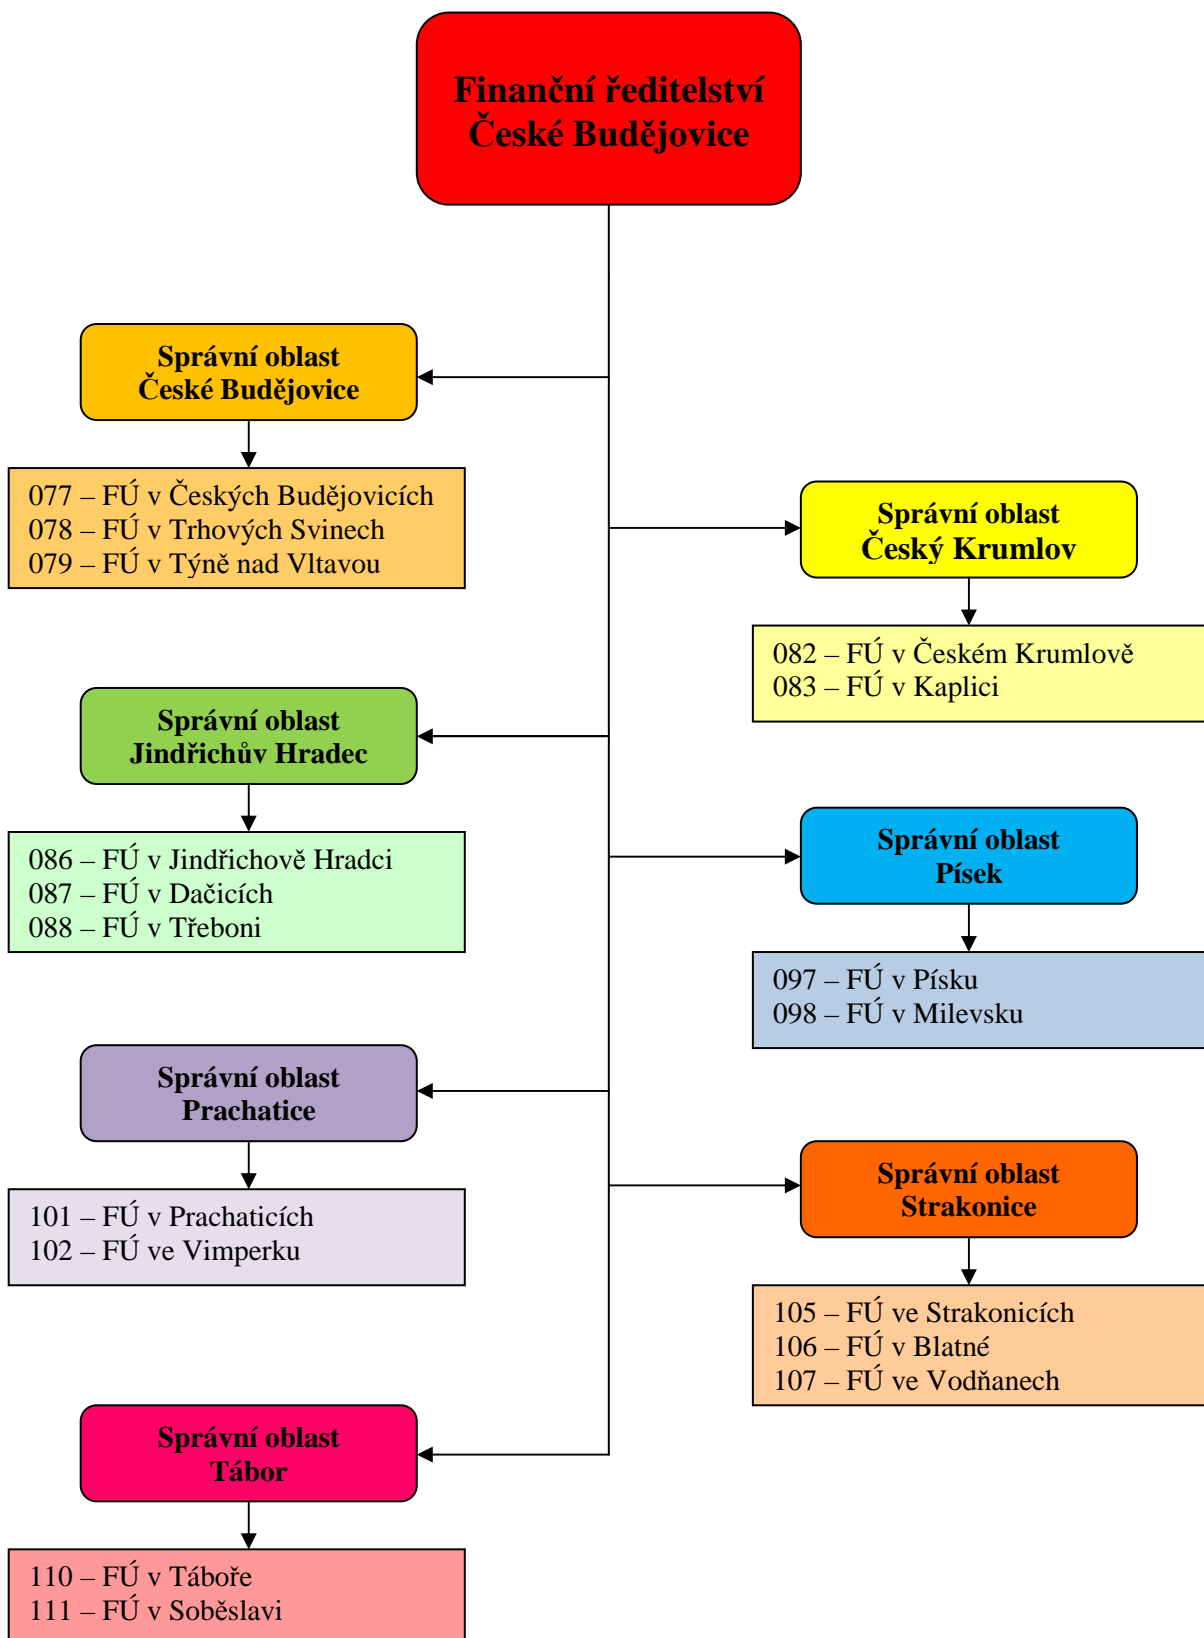 Finanční ředitelství
České Budějovice
Správní oblast
České Budějovice
077 – FÚ v Českých Budějovicích
078 – FÚ v Trhových Svinech
079 – FÚ v Týně nad Vltavou
Správní oblast
Český Krumlov
082 – FÚ v Českém Krumlově
083 – FÚ v Kaplici
Správní oblast
Jindřichův Hradec
086 – FÚ v Jindřichově Hradci
087 – FÚ v Dačicích
088 – FÚ v Třeboni
Správní oblast
Písek
097 – FÚ v Písku
098 – FÚ v Milevsku
Správní oblast
Prachatice
101 – FÚ v Prachaticích
102 – FÚ ve Vimperku
Správní oblast
Strakonice
105 – FÚ ve Strakonicích
106 – FÚ v Blatné
107 – FÚ ve Vodňanech
Správní oblast
Tábor
110 – FÚ v Táboře
111 – FÚ v Soběslavi